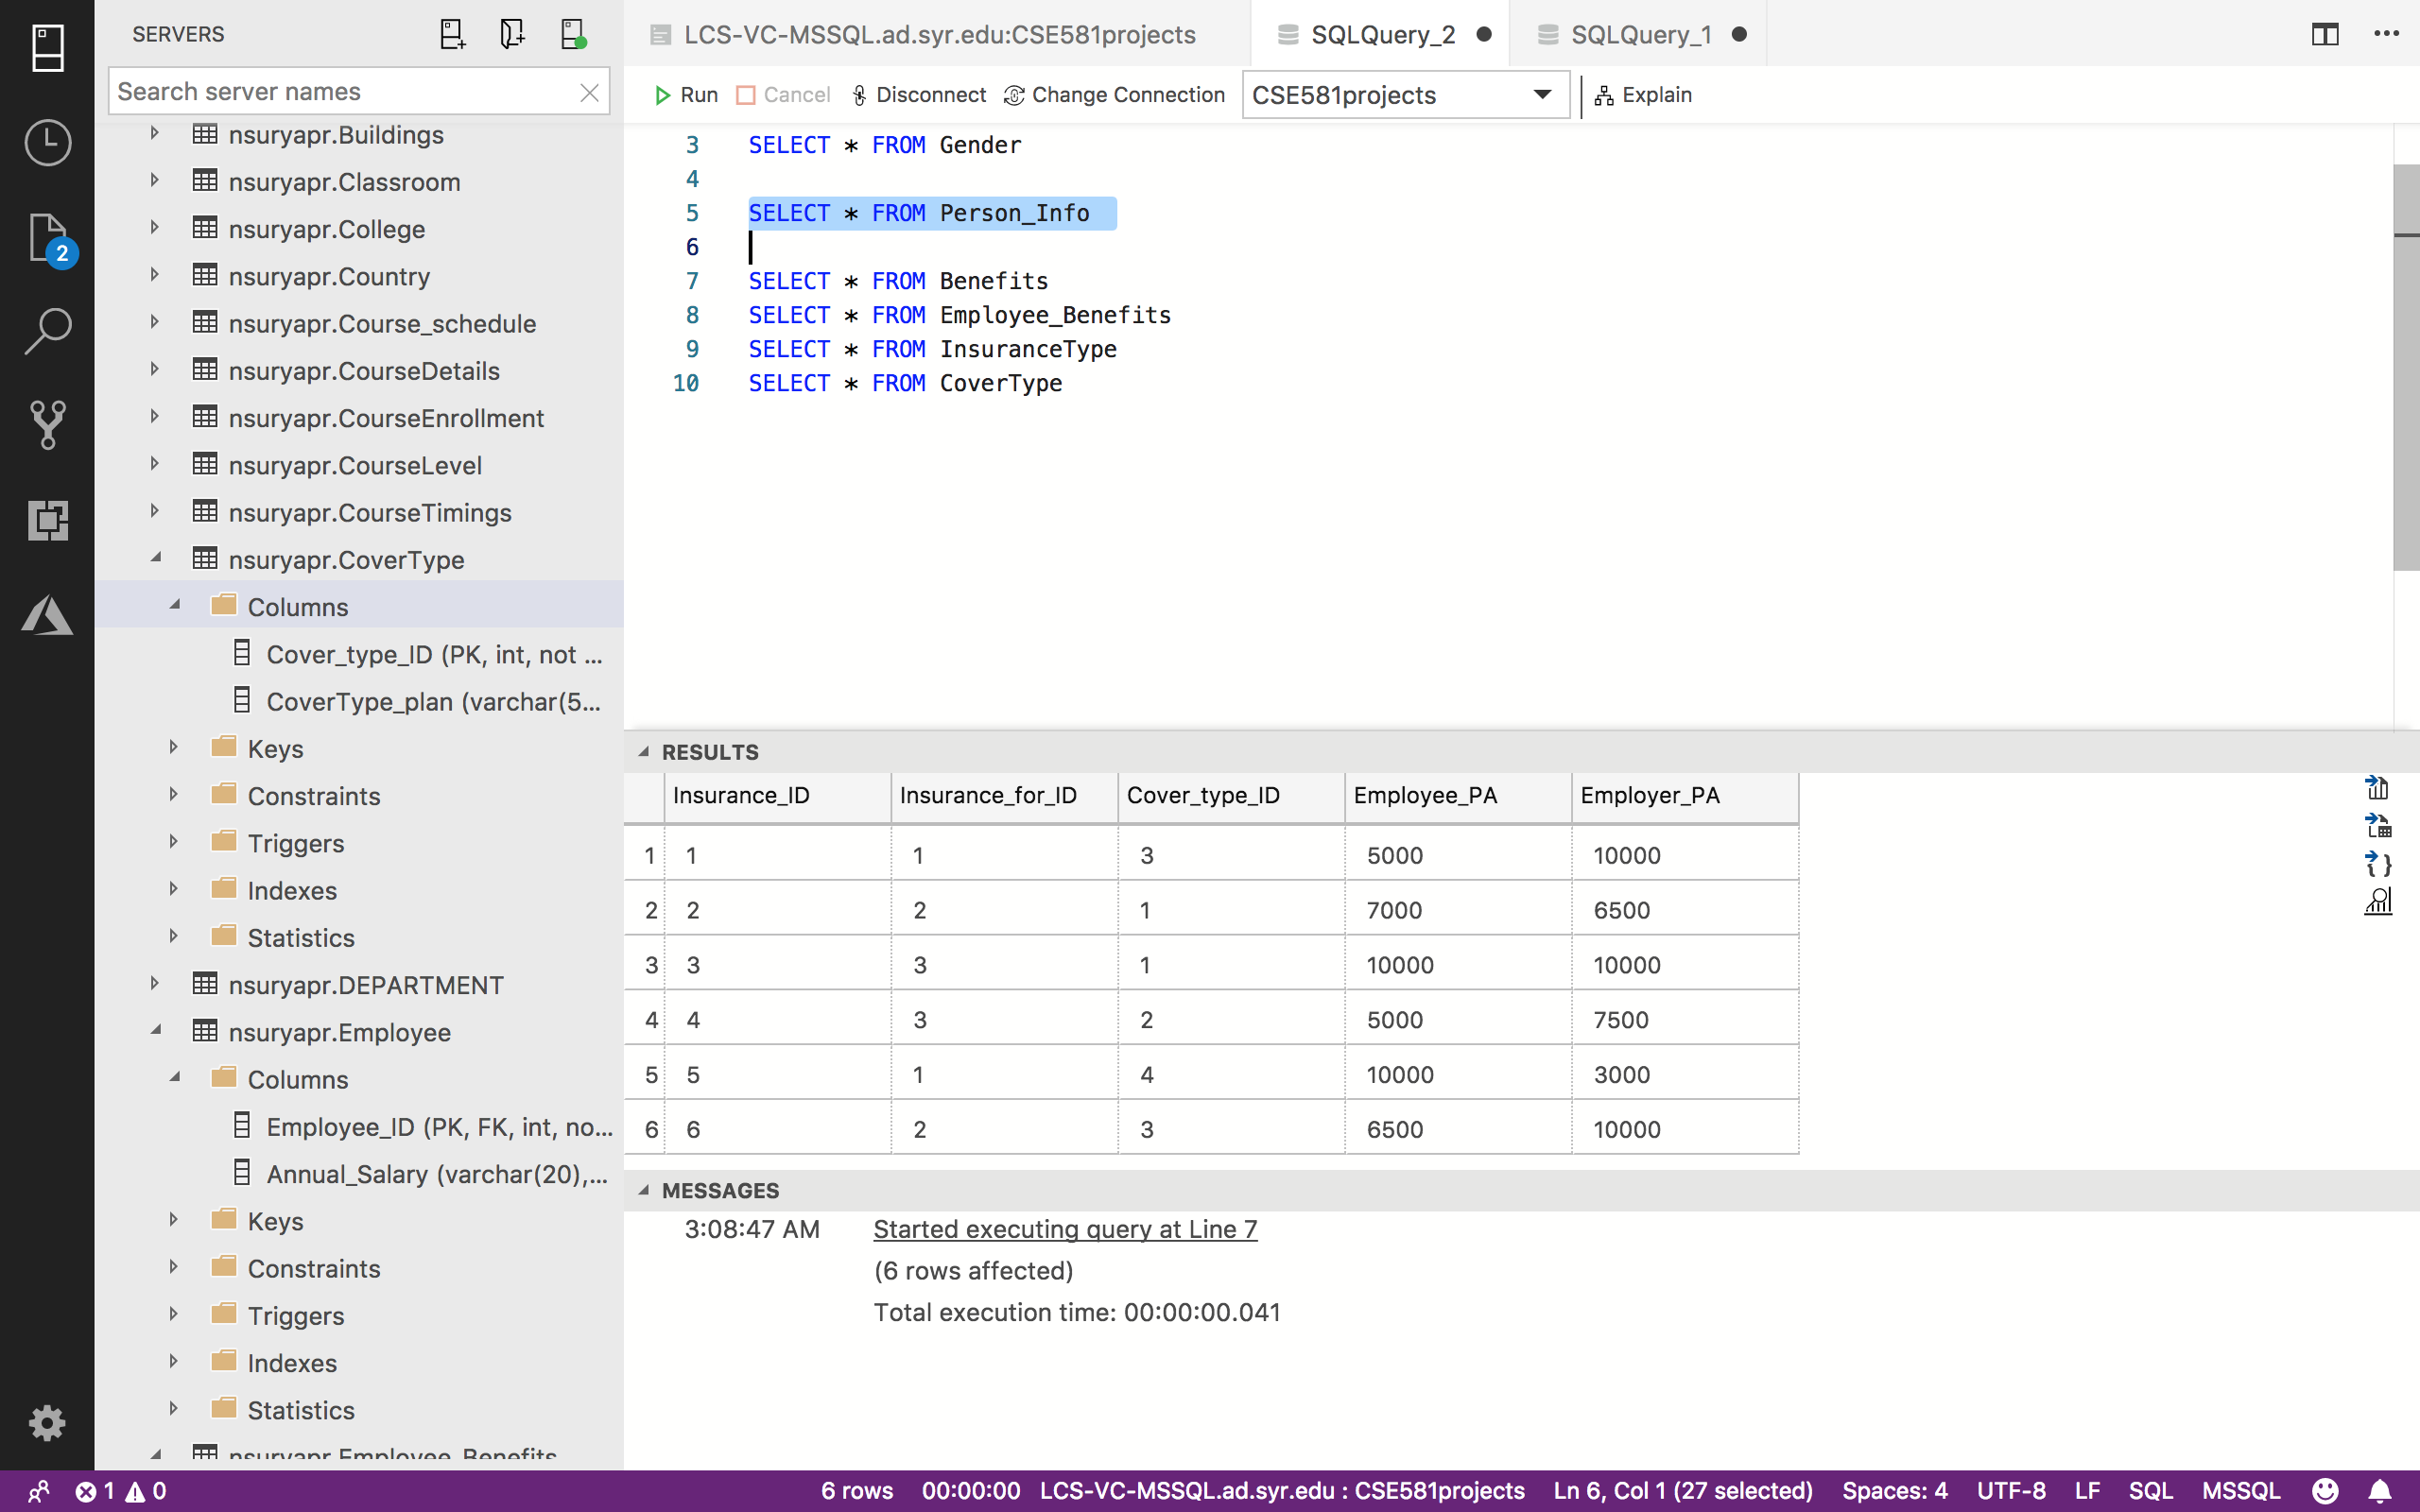 SERVERS
Search server names
nsuryapr.Buildings
nsuryapr.Classroom
nsuryapr.College
nsuryapr.Country
nsuryapr.Course_schedule
nsuryapr.CourseDetails
nsuryapr.CourseEnrollment
nsuryapr.CourseLevel
nsuryapr.CourseTimings
nsuryapr.CoverType
Columns
Cover_type_ID (PK, int, not ...
CoverType_plan (varchar(5...
Keys
Constraints
Triggers
Indexes
Statistics
nsuryapr.DEPARTMENT
nsuryapr.Employee
Columns
Employee_ID (PK, FK, int, no...
Annual_Salary (varchar(20),...
Keys
Constraints
Triggers
Indexes
Statistics
nsuryapr.Employee_Benefits
2
LCS-VC-MSSQL.ad.syr.edu:CSE581projects SQLQuery_2 SQLQuery_1
Run Cancel Disconnect Change Connection CSE581projects Explain
3 SELECT * FROM Gender
4
5 SELECT * FROM Person_Info
6
7 SELECT * FROM Benefits
8 SELECT * FROM Employee_Benefits
9 SELECT * FROM InsuranceType
10 SELECT * FROM CoverType
RESULTS
Insurance_ID Insurance_for_ID Cover_type_ID Employee_PA Employer_PA
1 1 1 3 5000 10000
2 2 2 1 7000 6500
3 3 3 1 10000 10000
4 4 3 2 5000 7500
5 5 1 4 10000 3000
6 6 2 3 6500 10000
MESSAGES
3:08:47 AM Started executing query at Line 7
(6 rows affected)
Total execution time: 00:00:00.041
1 0 6 rows 00:00:00 LCS-VC-MSSQL.ad.syr.edu : CSE581projects Ln 6, Col 1 (27 selected) Spaces: 4 UTF-8 LF SQL MSSQL